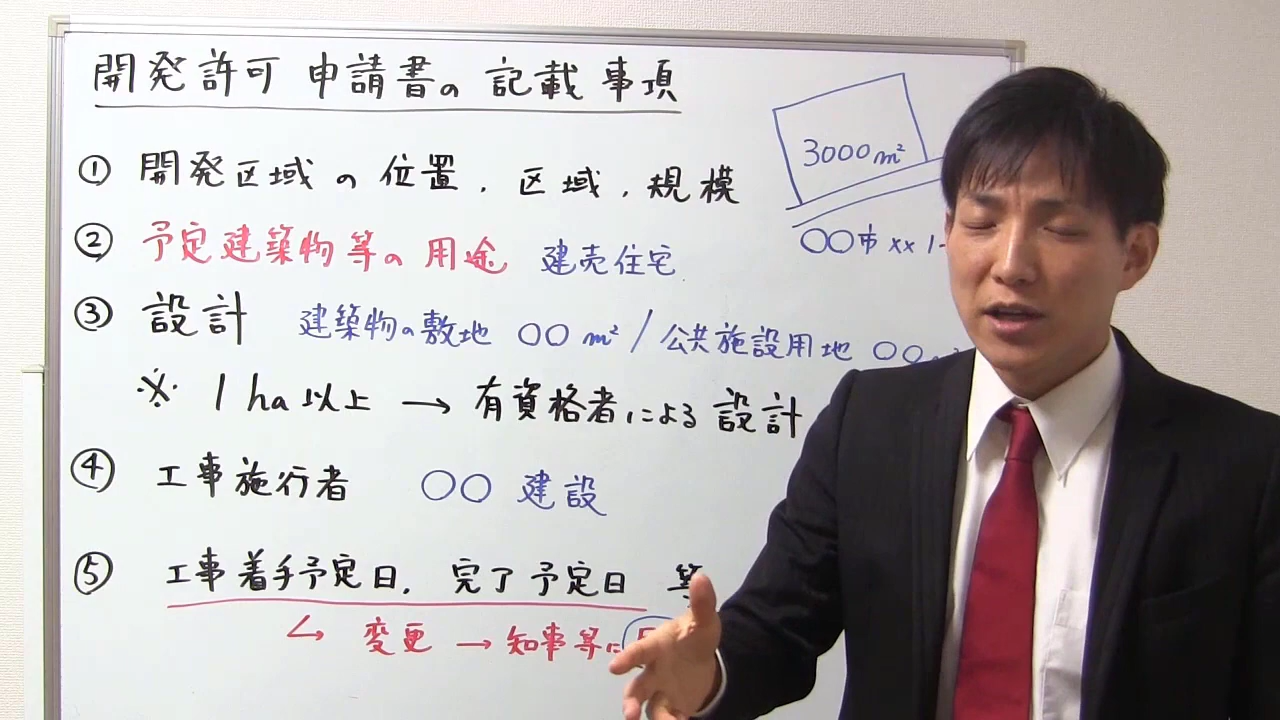 開発許可 申請書の 記載 事項
3000m²
○○市 xx 1-
① 開発区域の 位置、区域、規模
② 予定建築物等の 用途 建売住宅
③ 設計 建築物の敷地 ○○m² / 公共施設用地 ○○m²
※ 1ha以上 → 有資格者による 設計
④ 工事施行者 ○○ 建設
⑤ 工事着手予定日、完了予定日 等
↳ 変更 → 知事等に